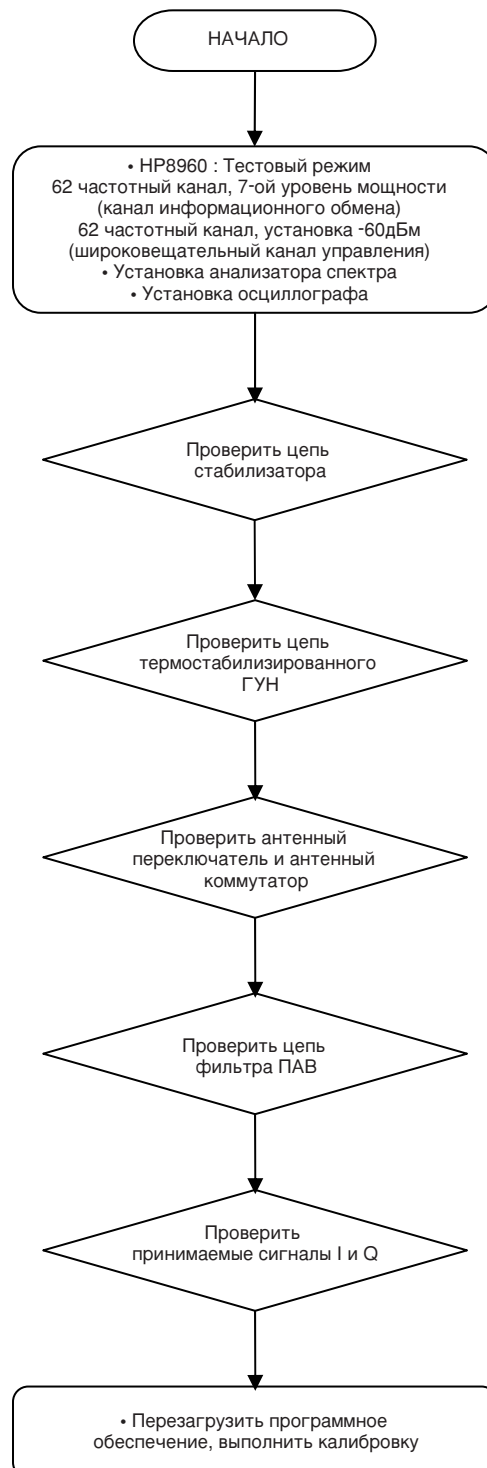 НАЧАЛО
• HP8960 : Тестовый режим
62 частотный канал, 7-ой уровень мощности
(канал информационного обмена)
62 частотный канал, установка -60дБм
(широковещательный канал управления)
• Установка анализатора спектра
• Установка осциллографа
Проверить цепь
стабилизатора
Проверить цепь
термостабилизированного
ГУН
Проверить антенный
переключатель и антенный
коммутатор
Проверить цепь
фильтра ПАВ
Проверить
принимаемые сигналы I и Q
• Перезагрузить программное
обеспечение, выполнить калибровку